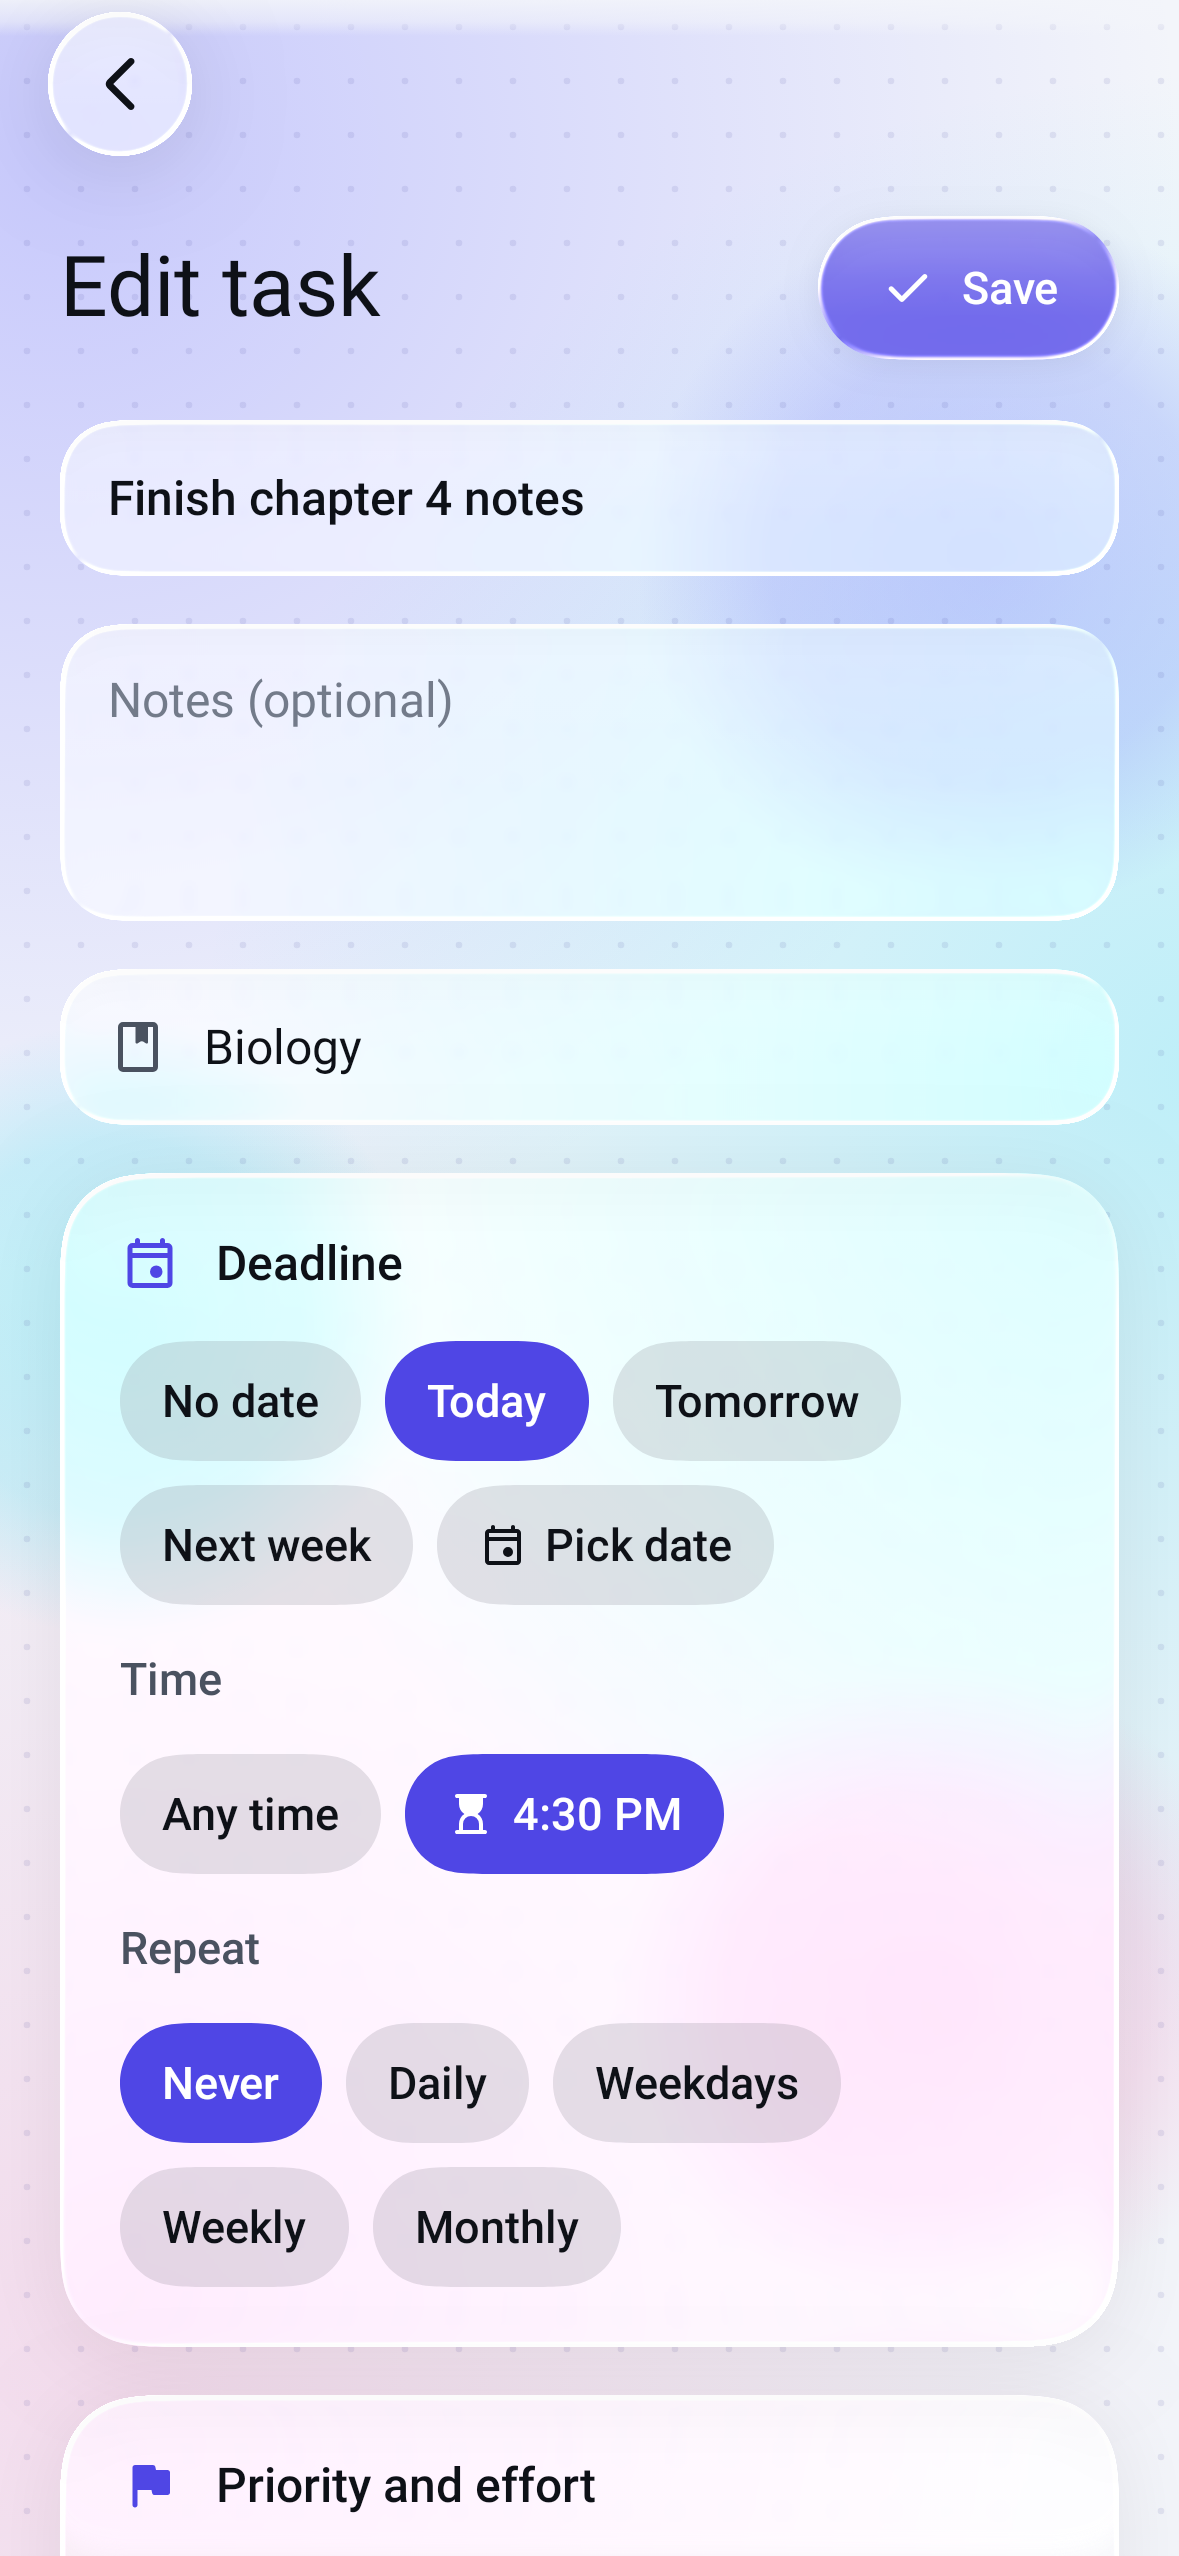 Edit task
Save
Finish chapter 4 notes
Notes (optional)
Biology
Deadline
No date
Today
Tomorrow
Next week
Pick date
Time
Any time
4:30 PM
Repeat
Never
Daily
Weekdays
Weekly
Monthly
Priority and effort